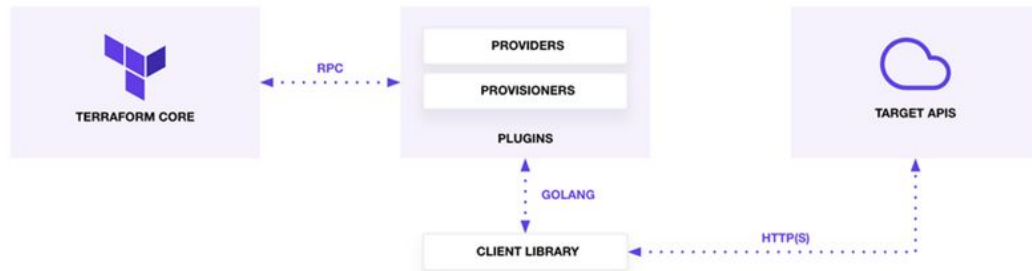 PROVIDERS
RPC
PROVISIONERS
TERRAFORM CORE
TARGET APIS
PLUGINS
GOLANG
HTTP(S)
CLIENT LIBRARY